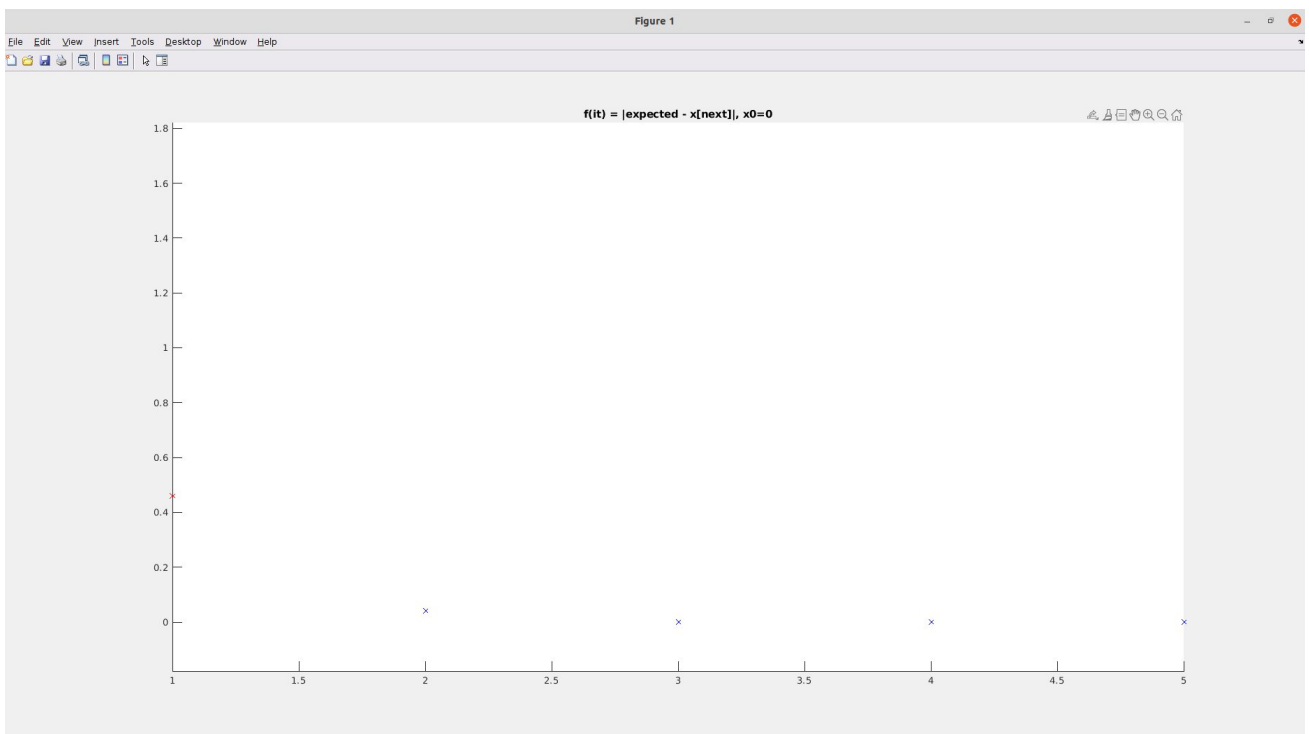 Figure 1
File Edit View Insert Tools Desktop Window Help
f(it) = |expected - x[next]|, x0=0
1.8
1.6
1.4
1.2
1
0.8
0.6
0.4
0.2
0
1 1.5 2 2.5 3 3.5 4 4.5 5